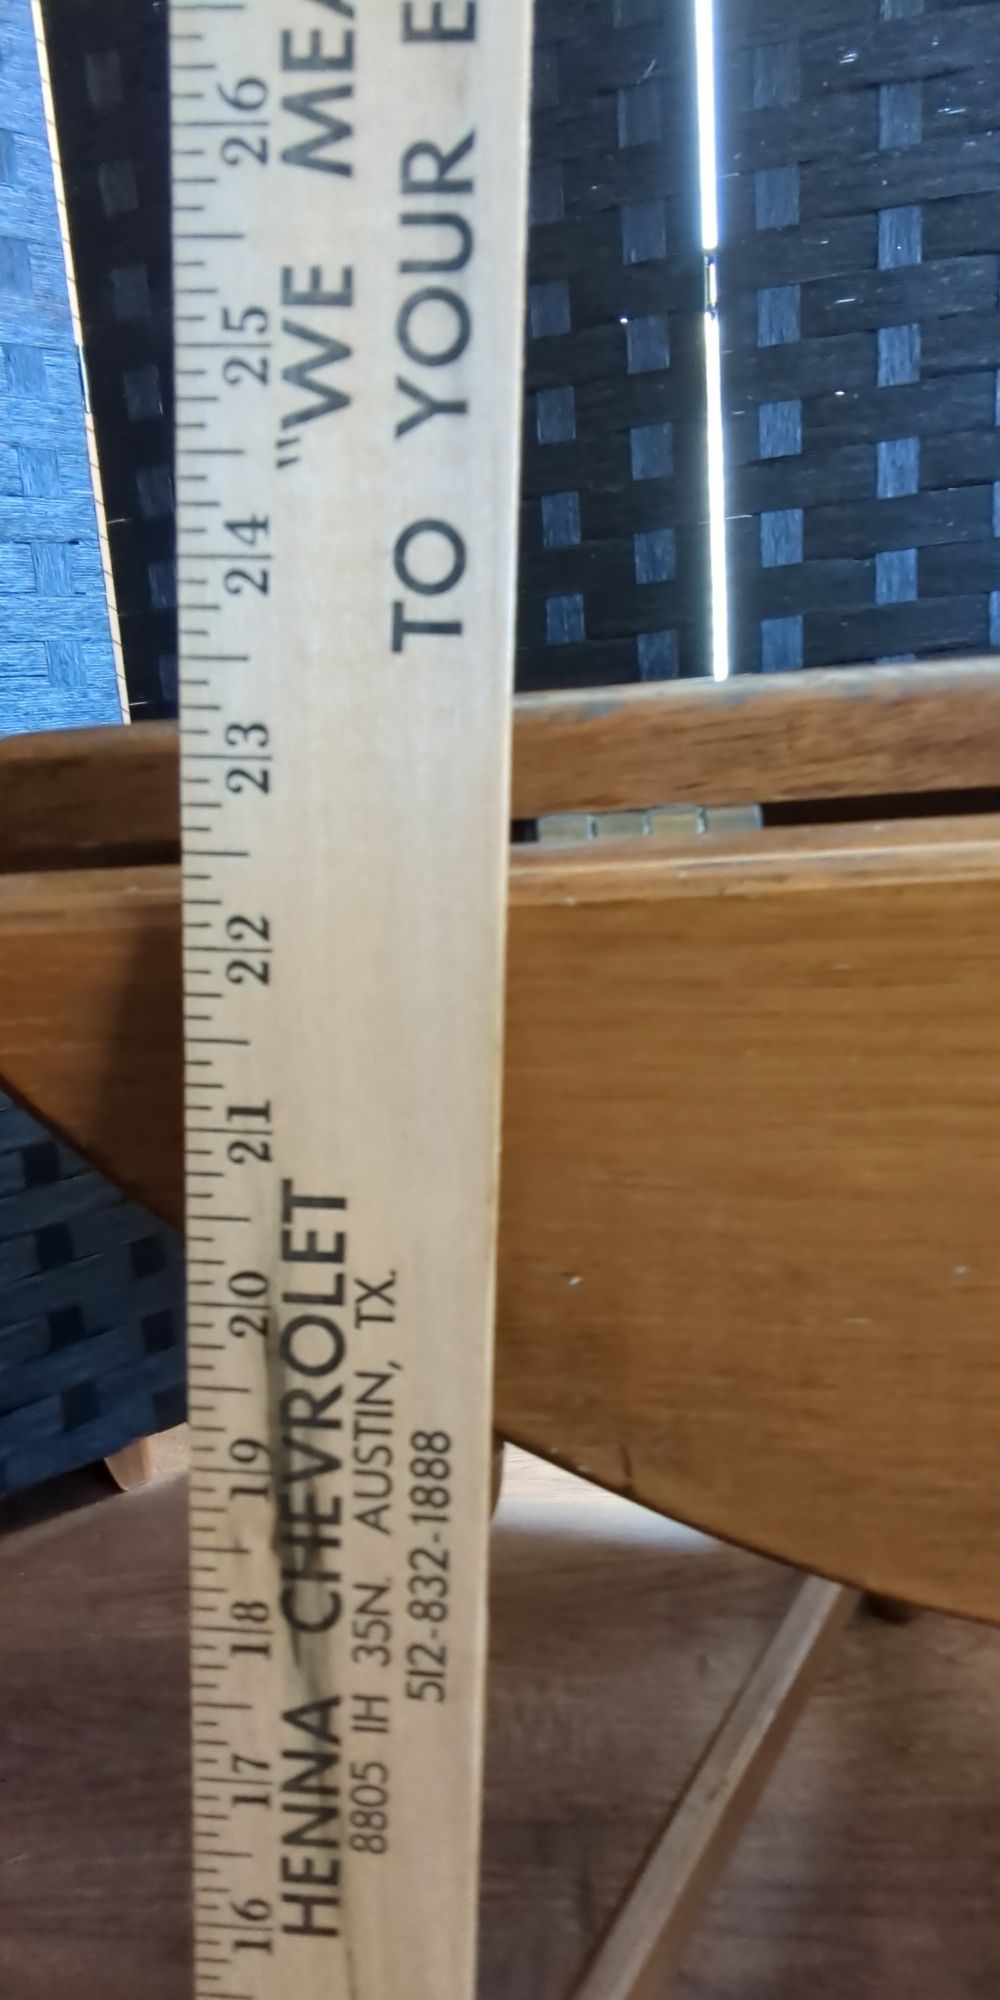 "WE MEA
TO YOUR E
HENNA CHEVROLET
8805 IH 35N. AUSTIN, TX.
512-832-1888
16 17 18 19 20 21 22 23 24 25 26